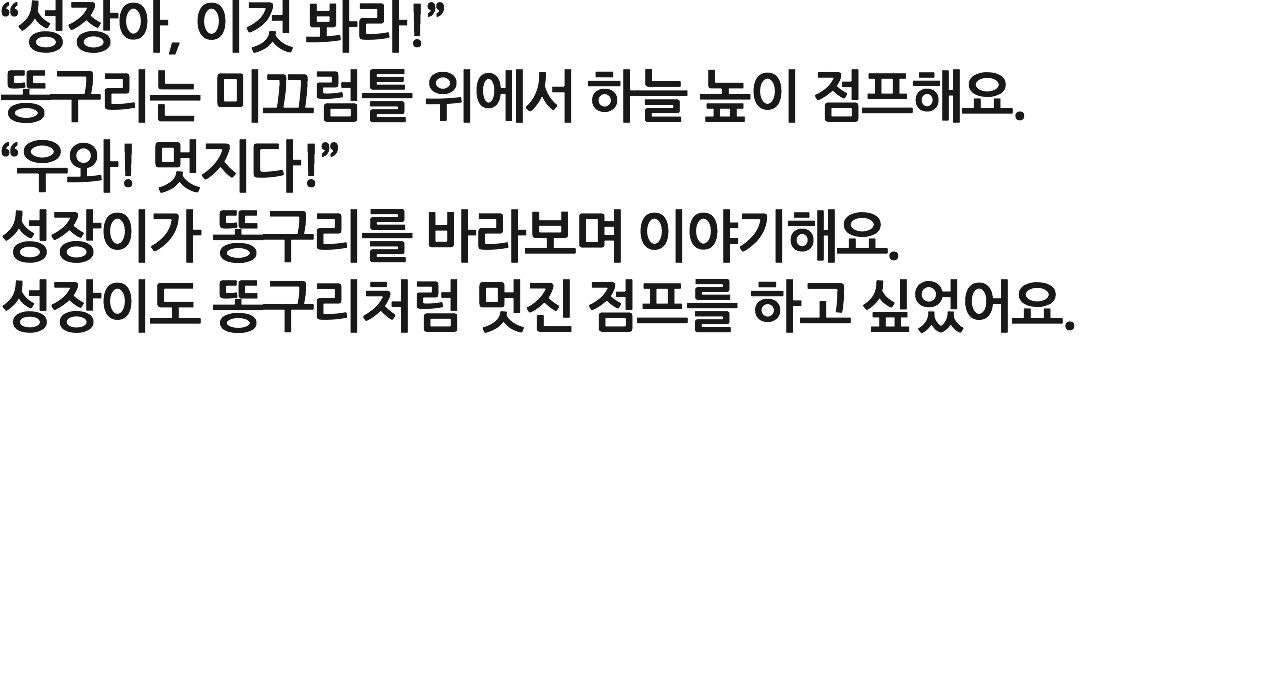 “성장아, 이것 봐라!”
똥구리는 미끄럼틀 위에서 하늘 높이 점프해요.
“우와! 멋지다!”
성장이가 똥구리를 바라보며 이야기해요.
성장이도 똥구리처럼 멋진 점프를 하고 싶었어요.